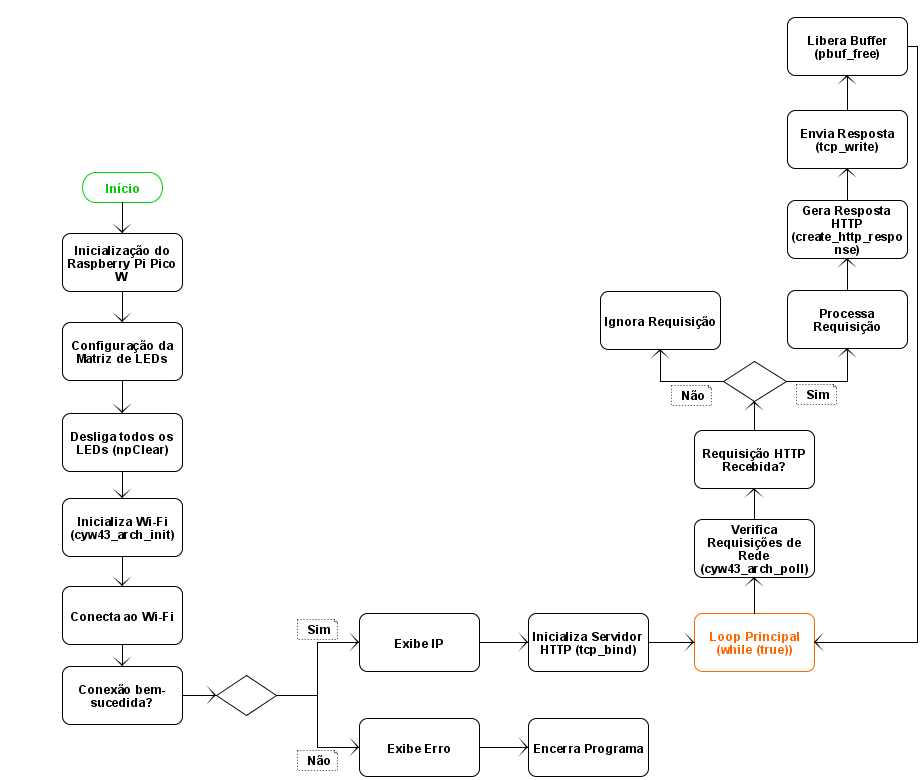 Início
Inicialização do
Raspberry Pi Pico
W
Configuração da
Matriz de LEDs
Desliga todos os
LEDs (npClear)
Inicializa Wi-Fi
(cyw43_arch_init)
Conecta ao Wi-Fi
Conexão bem-
sucedida?
Sim
Exibe IP
Inicializa Servidor
HTTP (tcp_bind)
Não
Exibe Erro
Encerra Programa
Loop Principal
(while (true))
Verifica
Requisições de
Rede
(cyw43_arch_poll)
Requisição HTTP
Recebida?
Não
Ignora Requisição
Sim
Processa
Requisição
Gera Resposta
HTTP
(create_http_respo
nse)
Envia Resposta
(tcp_write)
Libera Buffer
(pbuf_free)